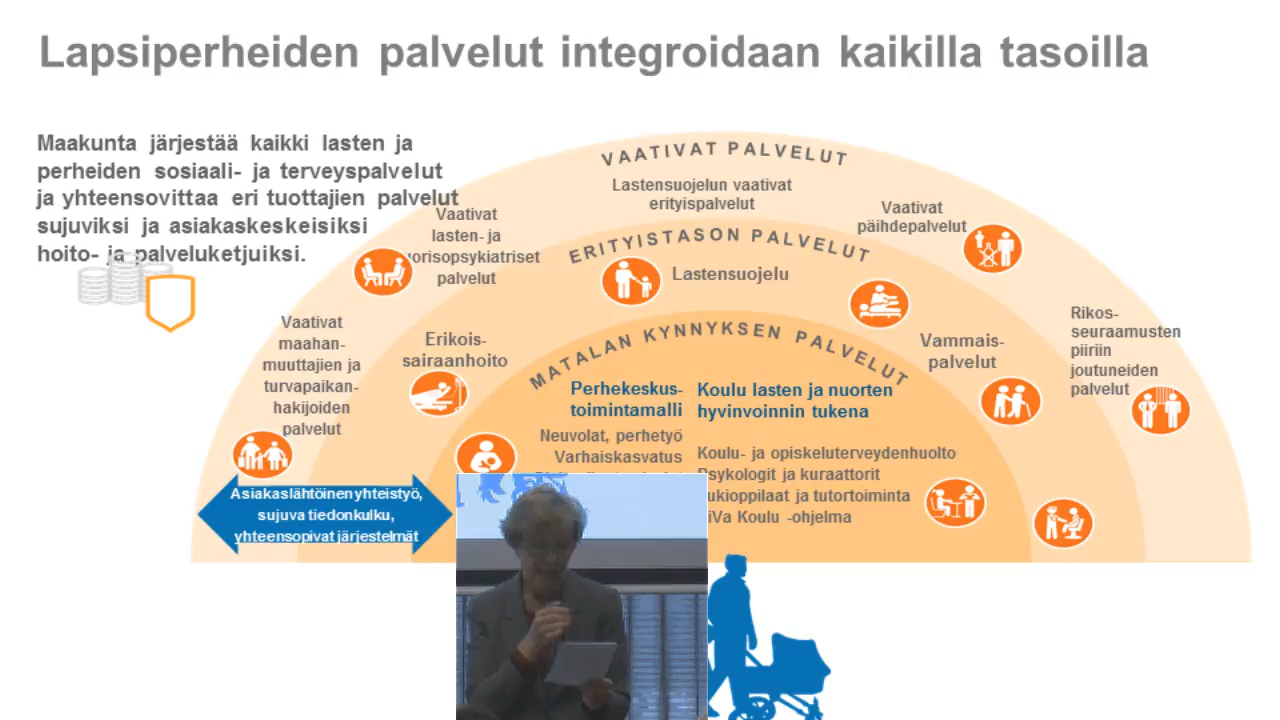 Lapsiperheiden palvelut integroidaan kaikilla tasoilla
Maakunta järjestää kaikki lasten ja
perheiden sosiaali- ja terveyspalvelut
ja yhteensovittaa eri tuottajien palvelut
sujuviksi ja asiakaskeskeisiksi
hoito- ja palveluketjuiksi.
VAATIVAT PALVELUT
Lastensuojelun vaativat
erityispalvelut
Vaativat
lasten- ja
palvelut
Vaativat
päihdepalvelut
Vaativat
maahan-
muuttajien ja
turvapaikan-
hakijoiden
palvelut
Rikos-
seuraamusten
piiriin
joutuneiden
palvelut
ERITYISTASON PALVELUT
Lastensuojelu
Erikois-
sairaanhoito
Vammais-
palvelut
MATALAN KYNNYKSEN PALVELUT
Perhekeskus-
toimintamalli
Neuvolat, perhetyö
Varhaiskasvatus
Koulu lasten ja nuorten
hyvinvoinnin tukena
Koulu- ja opiskeluterveydenhuolto
Psykologit ja kuraattorit
ja tutortoiminta
Koulu -ohjelma
Asiakaslähtöinen yhteistyö,
sujuva tiedonkulku,
yhteensopivat järjestelmät